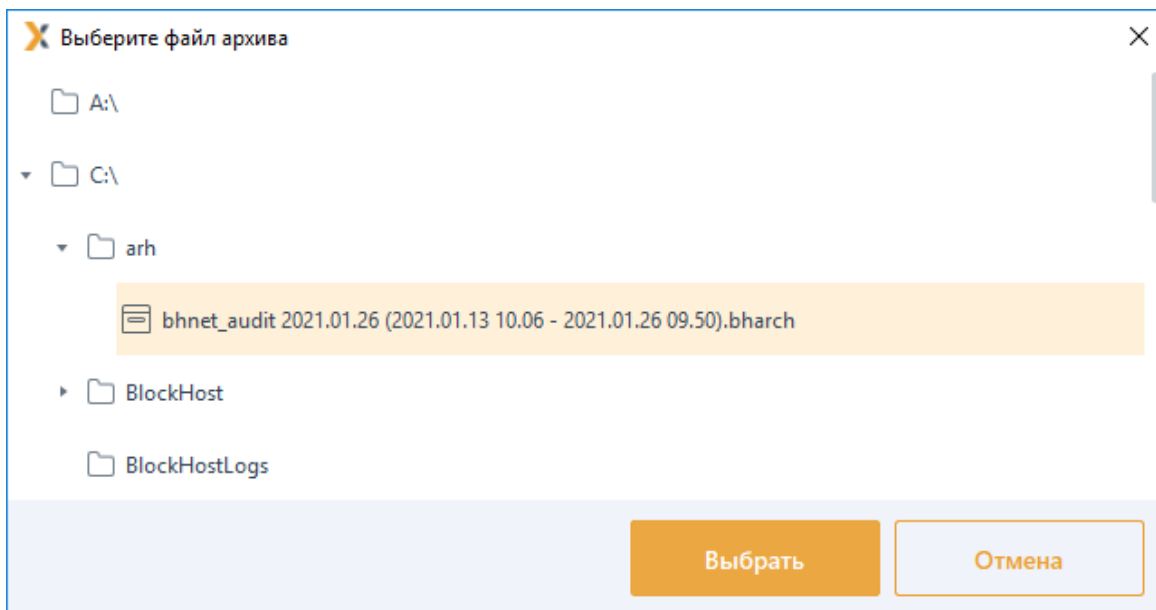 Выберите файл архива
A:\
C:\
arh
bhnet_audit 2021.01.26 (2021.01.13 10.06 - 2021.01.26 09.50).bharch
BlockHost
BlockHostLogs
Выбрать Отмена